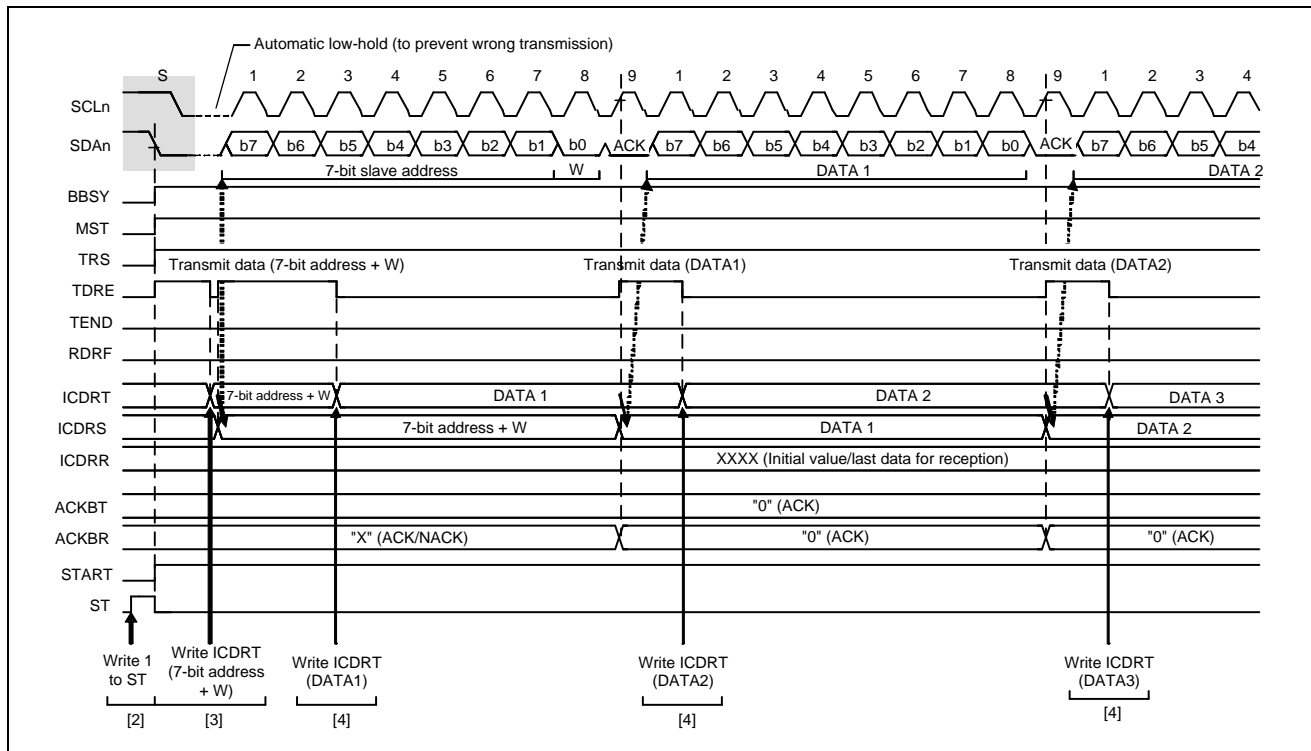 Automatic low-hold (to prevent wrong transmission)
S 1 2 3 4 5 6 7 8 9 1 2 3 4 5 6 7 8 9 1 2 3 4
SCLn
SDAn b7 b6 b5 b4 b3 b2 b1 b0 ACK b7 b6 b5 b4 b3 b2 b1 b0 ACK b7 b6 b5 b4
7-bit slave address W DATA 1 DATA 2
BBSY
MST
TRS
Transmit data (7-bit address + W) Transmit data (DATA1) Transmit data (DATA2)
TDRE
TEND
RDRF
ICDRT 7-bit address + W DATA 1 DATA 2 DATA 3
ICDRS 7-bit address + W DATA 1 DATA 2
ICDRR XXXX (Initial value/last data for reception)
ACKBT "0" (ACK)
ACKBR "X" (ACK/NACK) "0" (ACK) "0" (ACK)
START
ST
Write 1 Write ICDRT Write ICDRT Write ICDRT Write ICDRT
to ST (7-bit address (DATA1) (DATA2) (DATA3)
+ W)
[2] [3] [4] [4] [4]